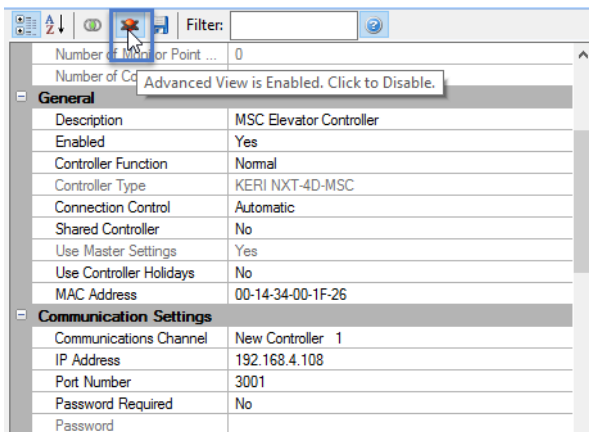 A Z Filter:
Number of Monitor Point ... 0
Number of Co
Advanced View is Enabled. Click to Disable.
General
Description MSC Elevator Controller
Enabled Yes
Controller Function Normal
Controller Type KERI NXT-4D-MSC
Connection Control Automatic
Shared Controller No
Use Master Settings Yes
Use Controller Holidays No
MAC Address 00-14-34-00-1F-26
Communication Settings
Communications Channel New Controller 1
IP Address 192.168.4.108
Port Number 3001
Password Required No
Password